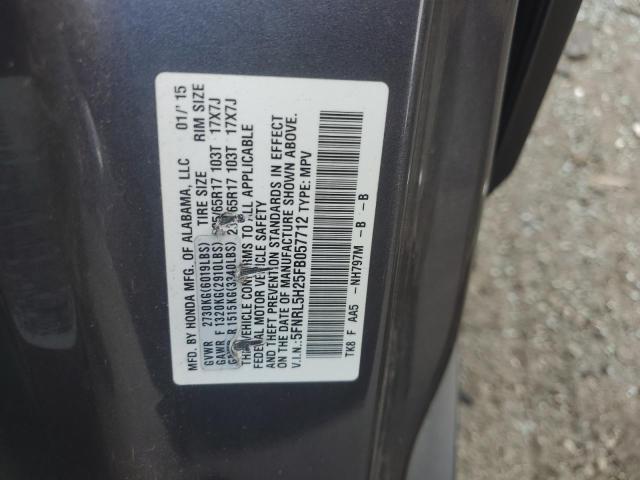 MFD. BY HONDA MFG. OF ALABAMA, LLC 01/'15
TIRE SIZE RIM SIZE
GVWR 2730KG(6019LBS)
GAWR F 1320KG(2910LBS) 65R17 103T 17X7J
R 1515KG(3340LBS) 65R17 103T 17X7J
THIS VEHICLE CONFORMS TO ALL APPLICABLE
FEDERAL MOTOR VEHICLE SAFETY
AND THEFT PREVENTION STANDARDS IN EFFECT
ON THE DATE OF MANUFACTURE SHOWN ABOVE.
V.I.N.:5FNRL5H25FB057712 TYPE: MPV
TK8 F AA5 -NH797M -B -B